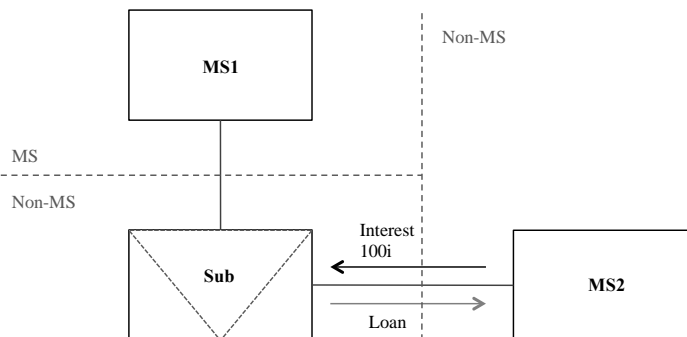 Non-MS
MS1
MS
Non-MS
Interest
100i
Sub
MS2
Loan